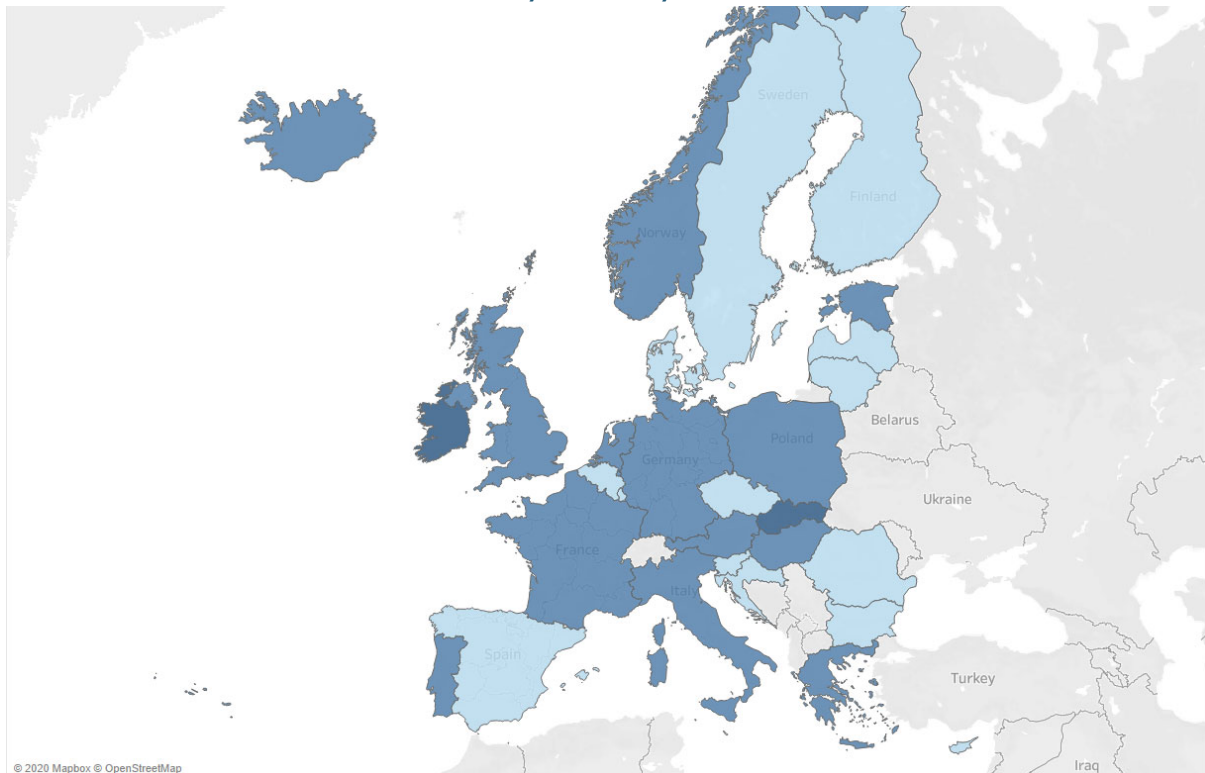 Sweden
Finland
Norway
Belarus
Poland
Germany
Ukraine
France
Italy
Spain
Turkey
Iraq
© 2020 Mapbox © OpenStreetMap